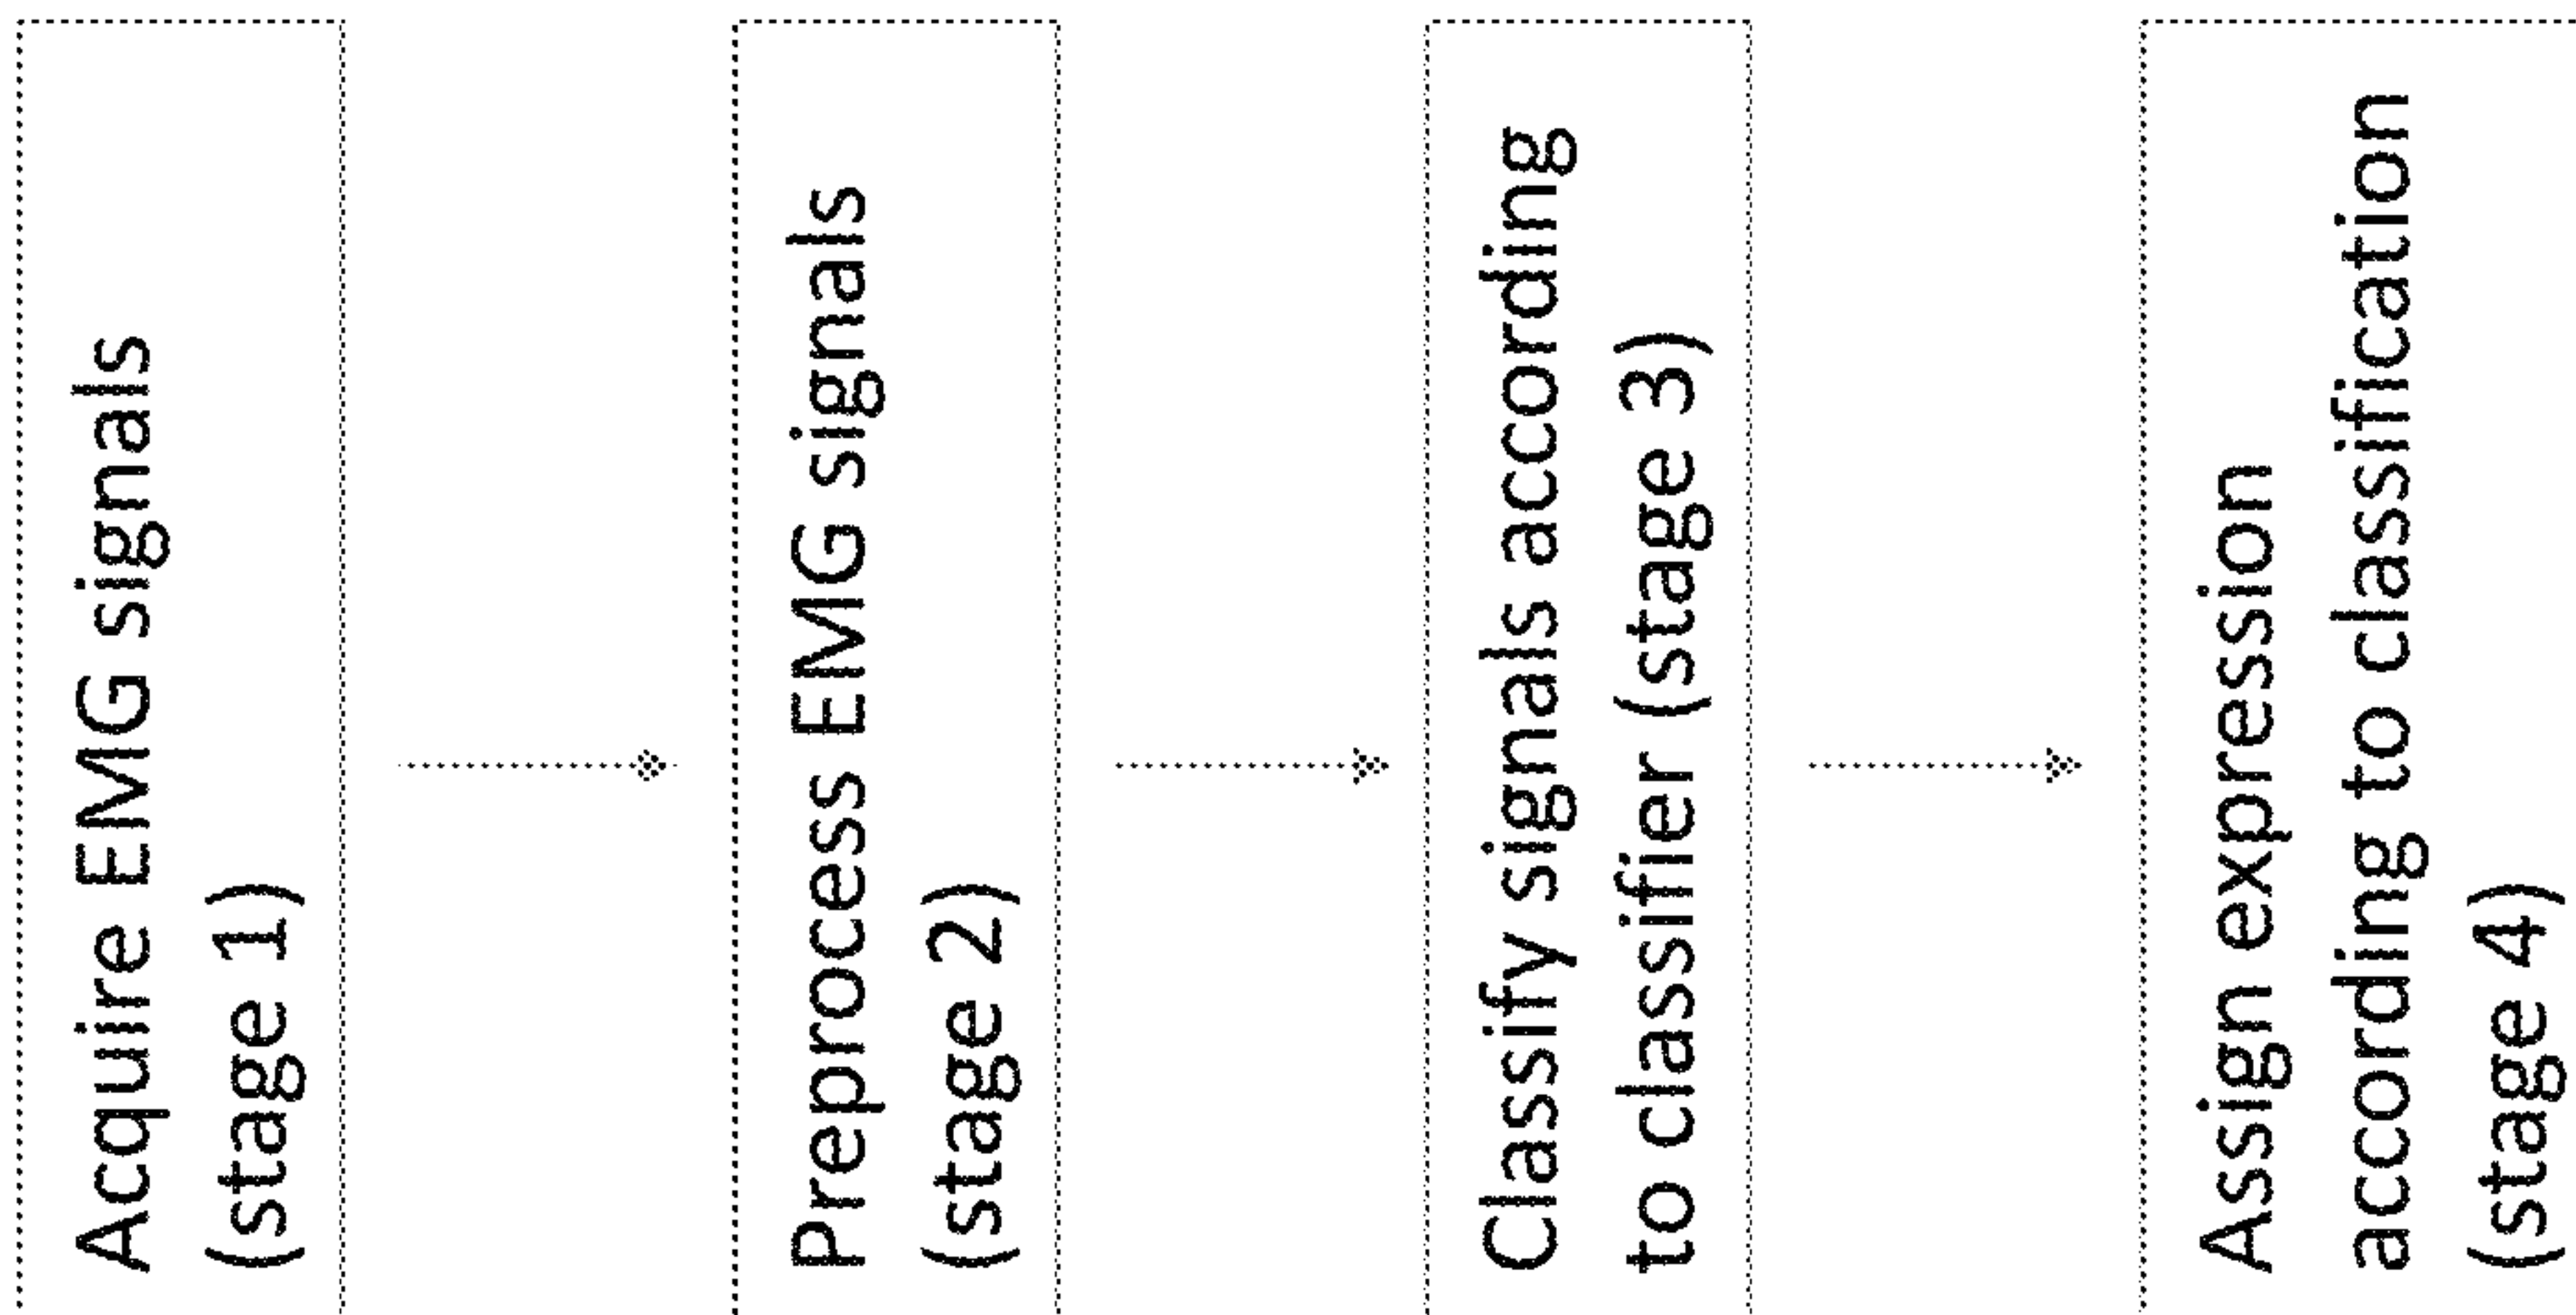 Acquire EMG signals
(stage 1)
Preprocess EMG signals
(stage 2)
Classify signals according
to classifier (stage 3)
Assign expression
according to classification
(stage 4)